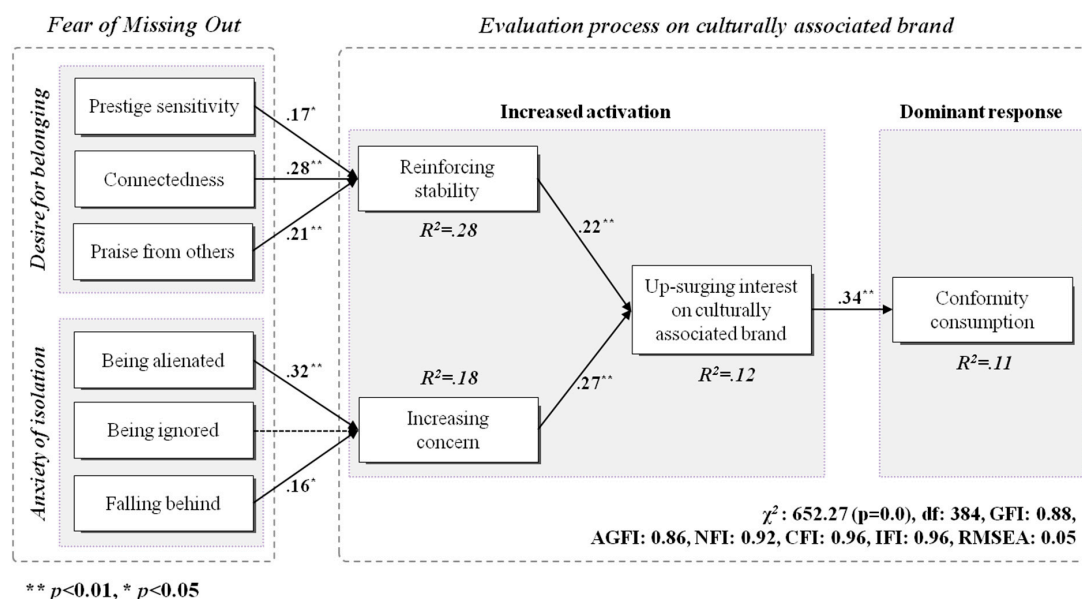 Fear of Missing Out
Evaluation process on culturally associated brand
Desire for belonging
Prestige sensitivity
Connectedness
Praise from others
.17*
.28**
.21**
Anxiety of isolation
Being alienated
Being ignored
Falling behind
.32**
.16*
Increased activation
Reinforcing
stability
R²=.28
R²=.18
Increasing
concern
.22**
.27**
Up-surging interest
on culturally
associated brand
R²=.12
.34**
Dominant response
Conformity
consumption
R²=.11
χ² : 652.27 (p=0.0), df: 384, GFI: 0.88,
AGFI: 0.86, NFI: 0.92, CFI: 0.96, IFI: 0.96, RMSEA: 0.05
** p<0.01, * p<0.05